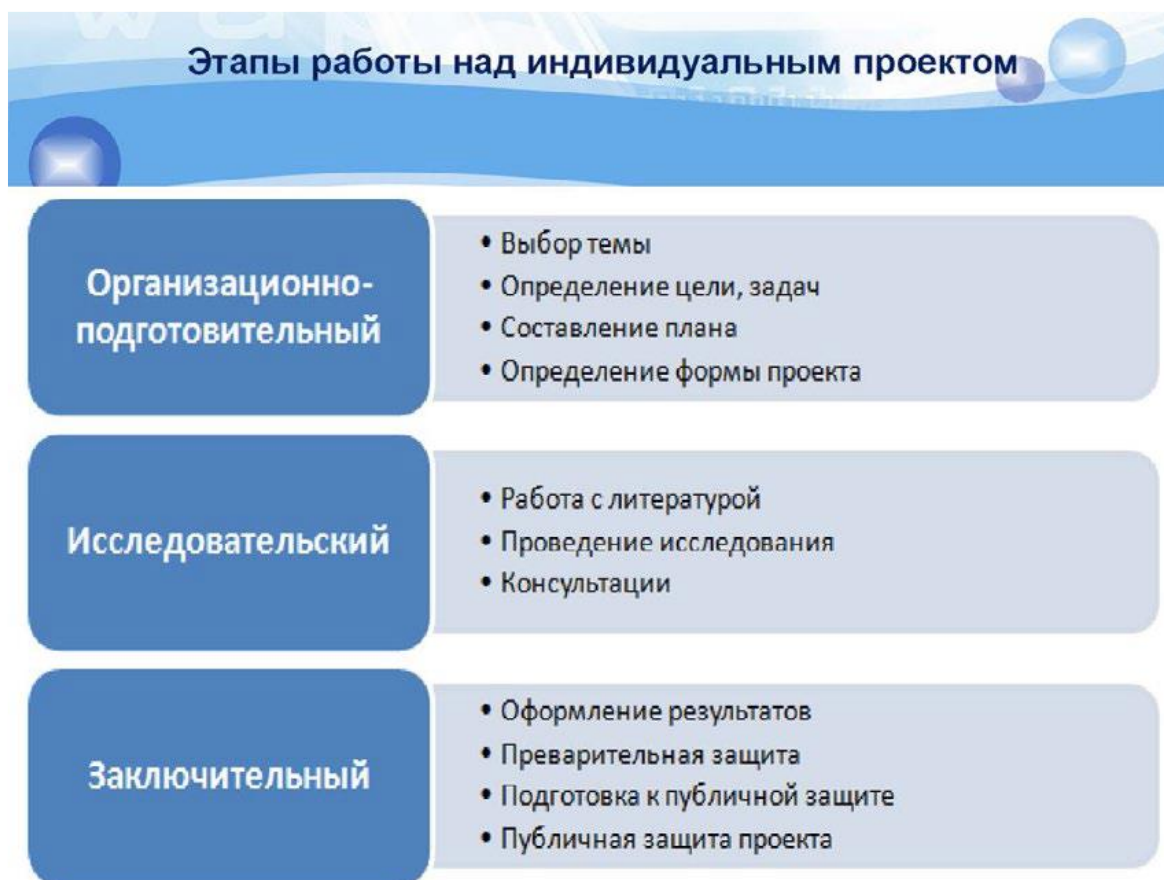 Этапы работы над индивидуальным проектом
Организационно-
подготовительный
• Выбор темы
• Определение цели, задач
• Составление плана
• Определение формы проекта
Исследовательский
• Работа с литературой
• Проведение исследования
• Консультации
Заключительный
• Оформление результатов
• Преварительная защита
• Подготовка к публичной защите
• Публичная защита проекта